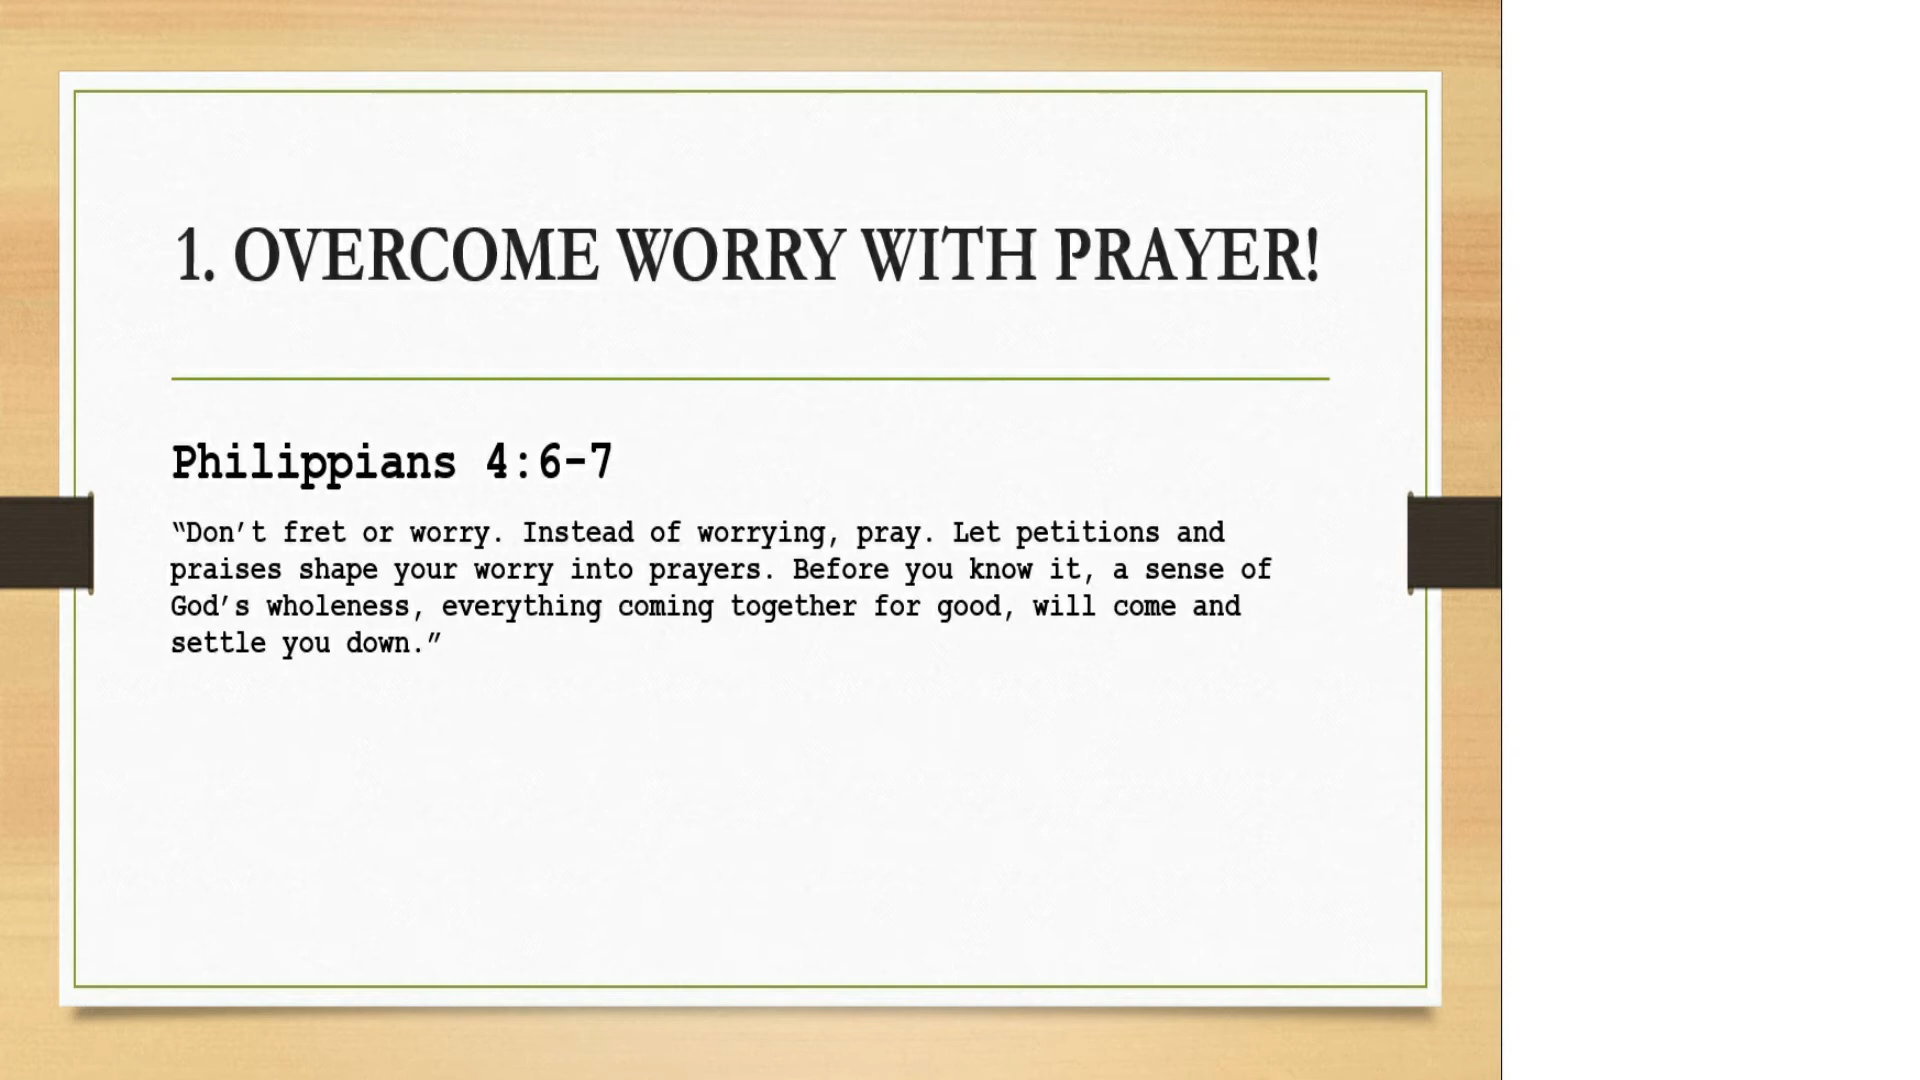 1. OVERCOME WORRY WITH PRAYER!
Philippians 4:6-7
“Don’t fret or worry. Instead of worrying, pray. Let petitions and
praises shape your worry into prayers. Before you know it, a sense of
God’s wholeness, everything coming together for good, will come and
settle you down.”